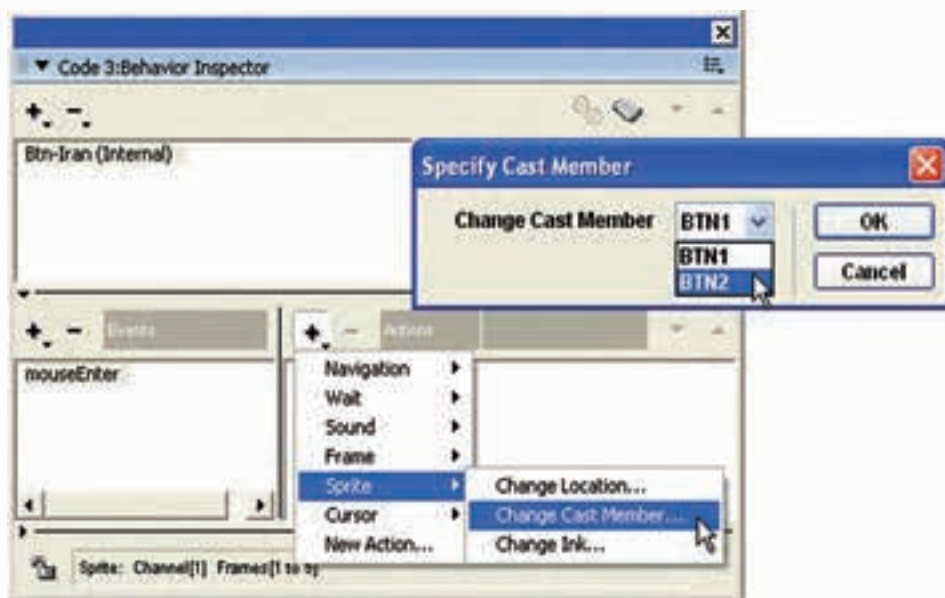 Code 3:Behavior Inspector
Btn-Iran (Internal)
Specify Cast Member
Change Cast Member
BTN1
OK
BTN1
BTN2
Cancel
Events
Actions
mouseEnter
Navigation
Wait
Sound
Frame
Sprite
Cursor
New Action...
Change Location...
Change Cast Member...
Change Ink...
Sprite: Channel[1] Frames[1 to 5]